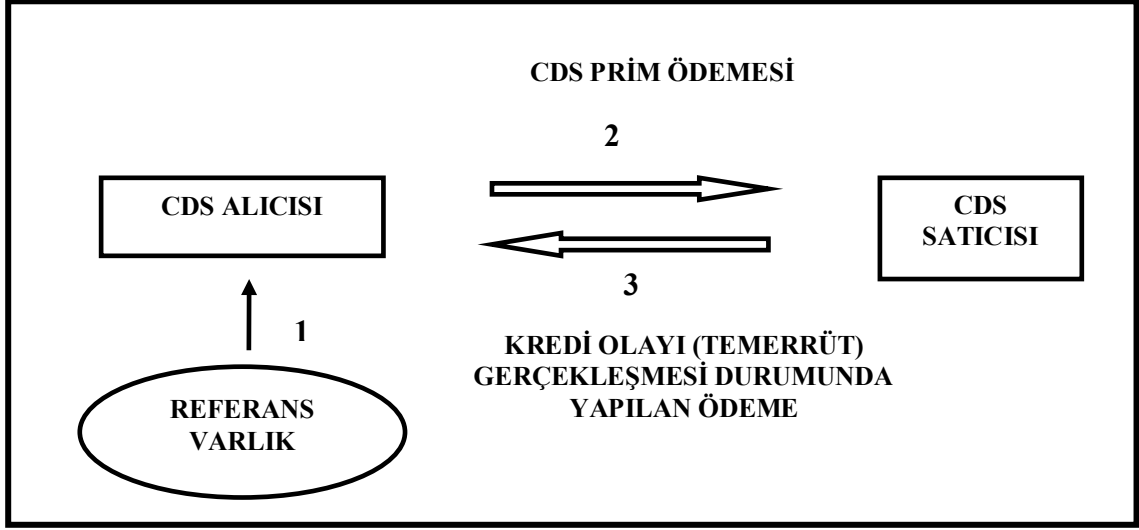 CDS PRİM ÖDEMESİ
2
CDS ALICISI
CDS
SATICISI
3
1
KREDİ OLAYI (TEMERRÜT)
GERÇEKLEŞMESİ DURUMUNDA
YAPILAN ÖDEME
REFERANS
VARLIK